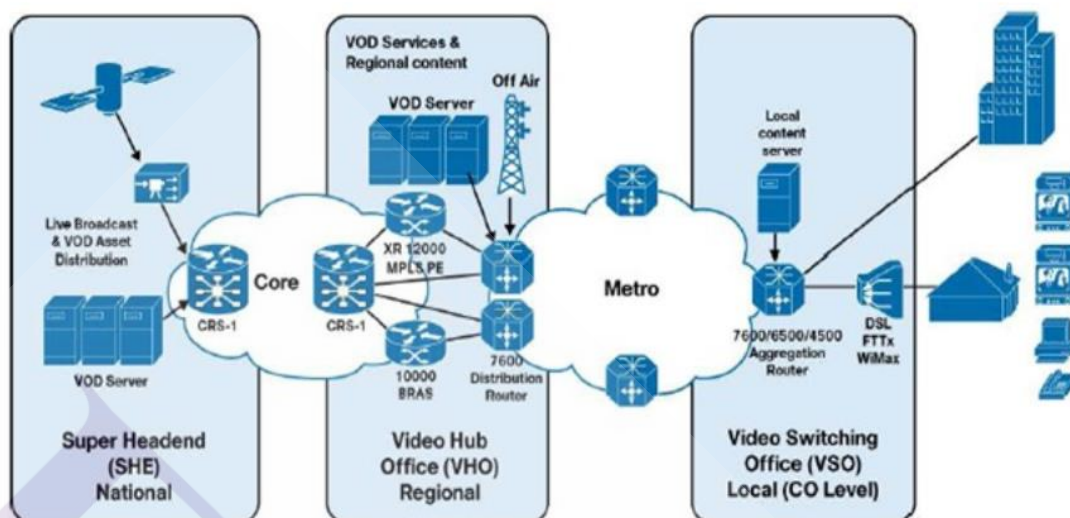 VOD Services &
Regional content
VOD Server
Off Air
Local
content
server
Live Broadcast
& VOD Asset
Distribution
Core
XR 12000
MPLS PE
Metro
CRS-1
CRS-1
VOD Server
10000
BRAS
7600
Distribution
Router
7600/6500/4500
Aggregation
Router
DSL
FTTx
WiMax
Super Headend
(SHE)
National
Video Hub
Office (VHO)
Regional
Video Switching
Office (VSO)
Local (CO Level)